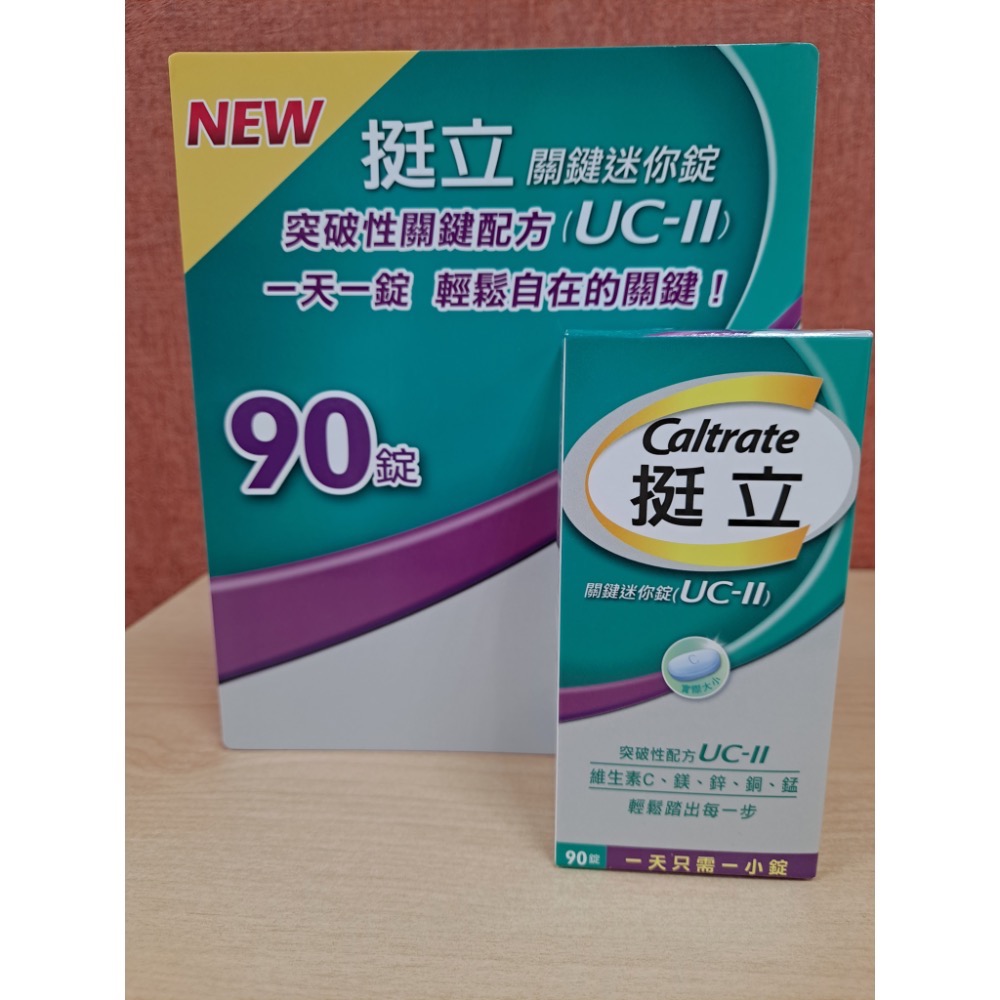 NEW
挺立 關鍵迷你錠
突破性關鍵配方(UC-II)
一天一錠 輕鬆自在的關鍵!
90錠
Caltrate
挺立
關鍵迷你錠(UC-II)
C
實際大小
突破性配方UC-II
維生素C、鎂、鋅、銅、錳
輕鬆踏出每一步
90錠 一天只需一小錠